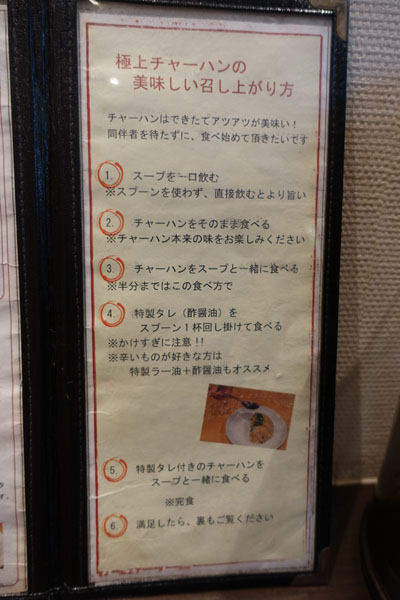 極上チャーハンの
美味しい召し上がり方
チャーハンはできたてアツアツが美味い！
同伴者を待たずに、食べ始めて頂きたいです
1. スープを一口飲む
※スプーンを使わず、直接飲むとより旨い
2. チャーハンをそのまま食べる
※チャーハン本来の味をお楽しみください
3. チャーハンをスープと一緒に食べる
※半分まではこの食べ方で
4. 特製タレ（酢醤油）を
スプーン１杯回し掛けて食べる
※かけすぎに注意！！
※辛いものが好きな方は
特製ラー油＋酢醤油もオススメ
5. 特製タレ付きのチャーハンを
スープと一緒に食べる
※完食
6. 満足したら、裏もご覧ください